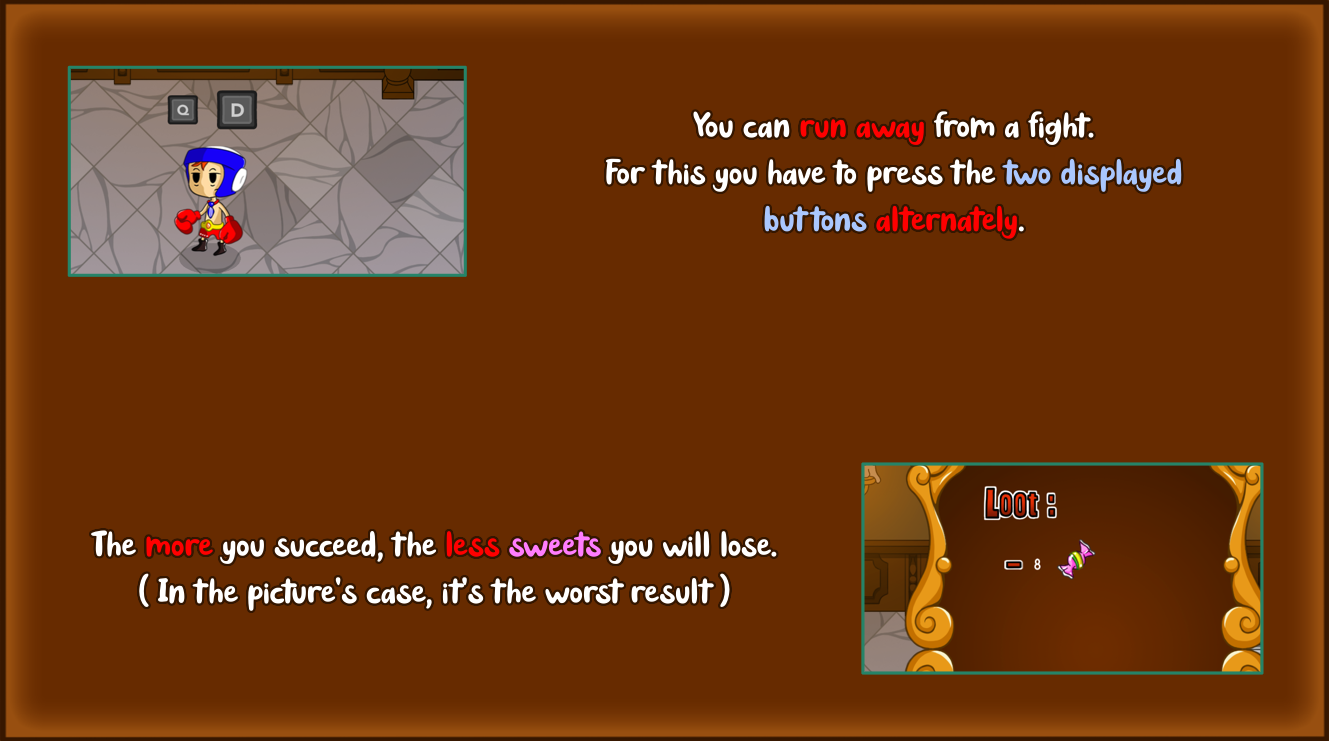 Q D
You can run away from a fight.
For this you have to press the two displayed
buttons alternately.
The more you succeed, the less sweets you will lose.
( In the picture's case, it's the worst result )
Loot :
- 8